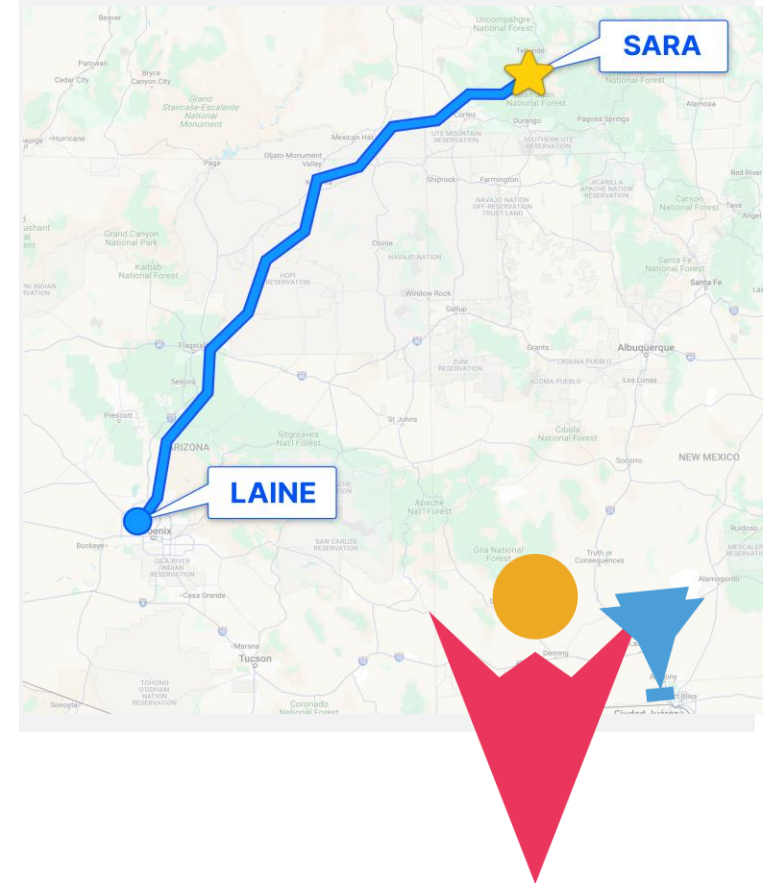 Beaver
Uncompahgre
National Forest
SARA
Parowan
Cedar City
Bryce
Canyon City
National Forest
Grand
Staircase-Escalante
National
Monument
National Forest
Alamosa
Cortez
Durango
Pagosa Springs
Mexican Hat
UTE MOUNTAIN
RESERVATION
SOUTHERN UTE
RESERVATION
Hurricane
Page
Oljato-Monument
Valley
Shiprock
Farmington
JICARILLA
APACHE NATION
RESERVATION
Red River
NAVAJO NATION
OFF-RESERVATION
TRUST LAND
Carson
National Forest
Taos
Angel
Grand Canyon
National Park
Chinle
NAVAJO NATION
Kaibab
National Forest
HOPI
RESERVATION
Santa Fe
National Forest
Santa Fe
Window Rock
Gallup
Flagstaff
Grants
Albuquerque
ZUNI
RESERVATION
LAGUNA PUEBLO
ACOMA PUEBLO
Los Lunas
Sedona
Prescott
St Johns
ARIZONA
Sitgreaves
Nat'l Forest
Cibola
National Forest
Socorro
NEW MEXICO
LAINE
Apache
Nat'l Forest
Buckeye
SAN CARLOS
RESERVATION
Gila National
Forest
Truth or
Consequences
Ruidoso
MESCALERO
GILA RIVER
INDIAN
RESERVATION
Alamogordo
Casa Grande
Marana
Tucson
Deming
TOHONO
O'ODHAM
NATION
RESERVATION
Sonoyta
Coronado
National Forest
Bliss
Ciudad Juárez